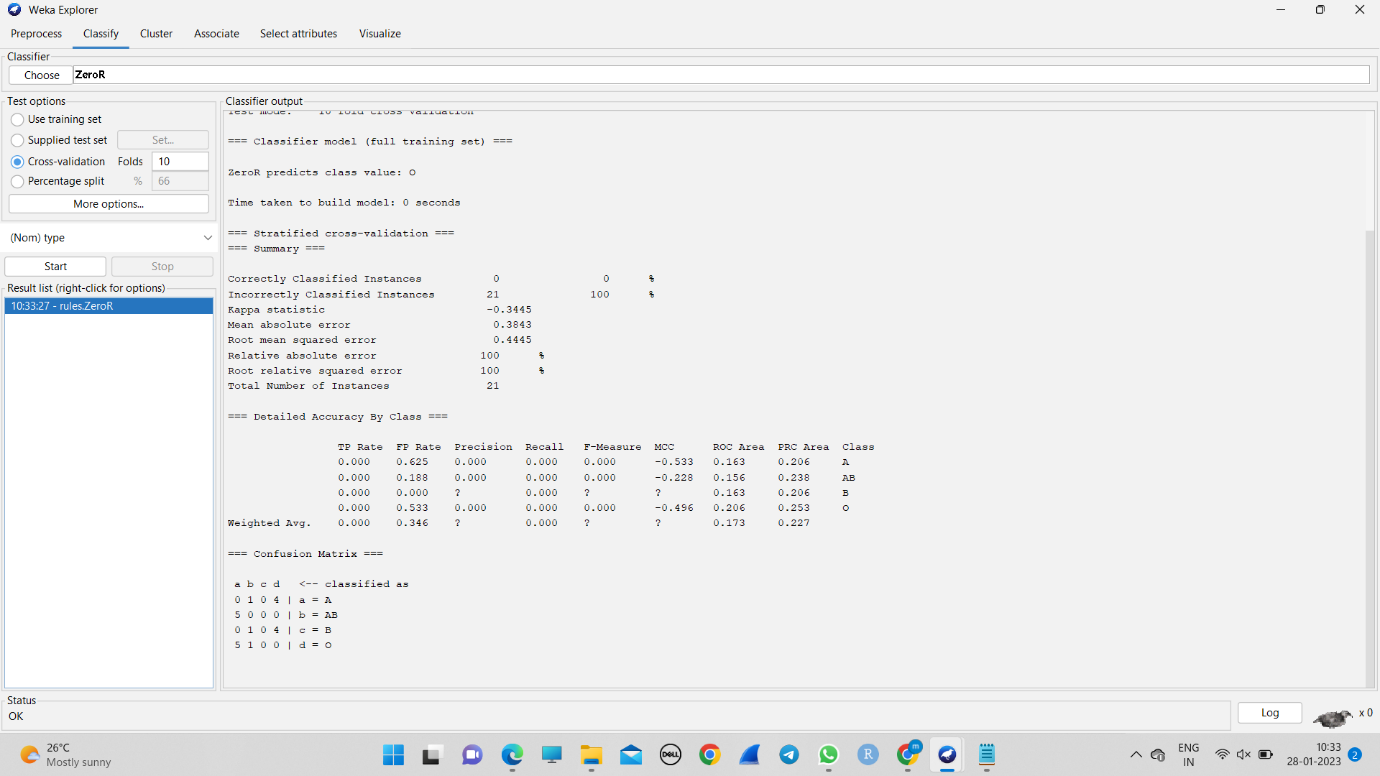 Weka Explorer
Preprocess Classify Cluster Associate Select attributes Visualize
Classifier
Choose ZeroR
Test options
Use training set
Supplied test set Set...
Cross-validation Folds 10
Percentage split % 66
More options...
(Nom) type
Start Stop
Result list (right-click for options)
10:33:27 - rules.ZeroR
Classifier output
Test mode: 10-fold cross-validation
=== Classifier model (full training set) ===
ZeroR predicts class value: O
Time taken to build model: 0 seconds
=== Stratified cross-validation ===
=== Summary ===
Correctly Classified Instances 0 0 %
Incorrectly Classified Instances 21 100 %
Kappa statistic -0.3445
Mean absolute error 0.3843
Root mean squared error 0.4445
Relative absolute error 100 %
Root relative squared error 100 %
Total Number of Instances 21
=== Detailed Accuracy By Class ===
TP Rate FP Rate Precision Recall F-Measure MCC ROC Area PRC Area Class
0.000 0.625 0.000 0.000 0.000 -0.533 0.163 0.206 A
0.000 0.188 0.000 0.000 0.000 -0.228 0.156 0.238 AB
0.000 0.000 ? 0.000 ? ? 0.163 0.206 B
0.000 0.533 0.000 0.000 0.000 -0.496 0.206 0.253 O
Weighted Avg. 0.000 0.346 ? 0.000 ? ? 0.173 0.227
=== Confusion Matrix ===
a b c d <-- classified as
0 1 0 4 | a = A
5 0 0 0 | b = AB
0 1 0 4 | c = B
5 1 0 0 | d = O
Status
OK
Log
x 0
26°C
Mostly sunny
DELL
R
m
ENG
IN
10:33
28-01-2023
2